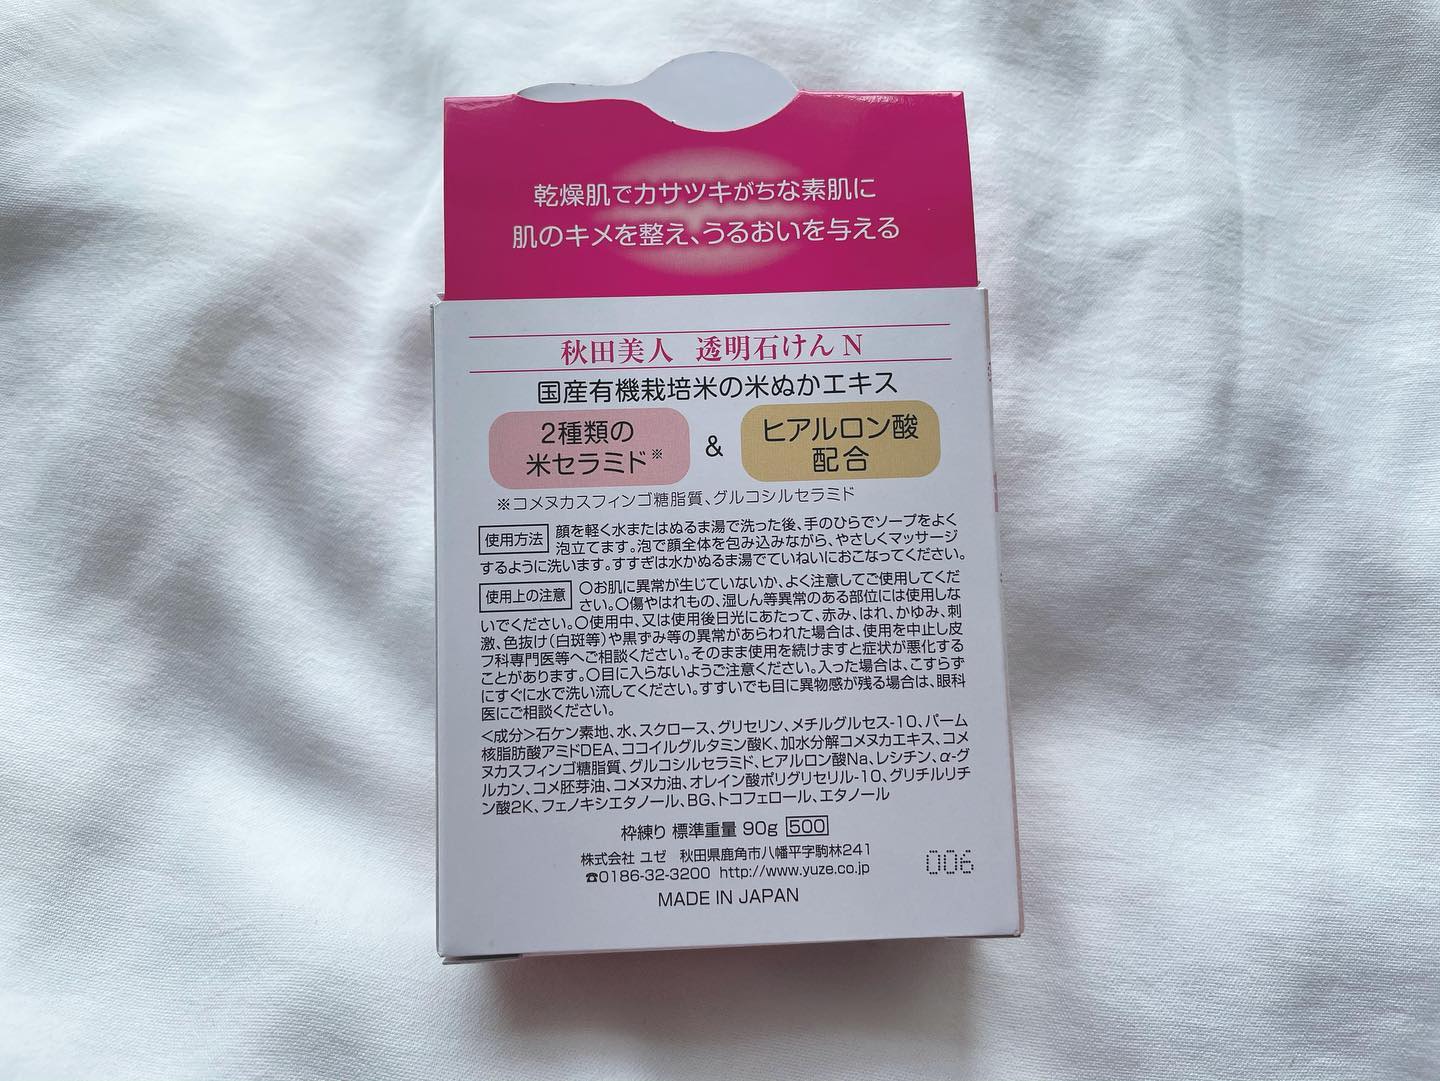 乾燥肌でカサツキがちな素肌に
肌のキメを整え、うるおいを与える
秋田美人 透明石けん N
国産有機栽培米の米ぬかエキス
2種類の
米セラミド※
&
ヒアルロン酸
配合
※コメヌカスフィンゴ糖脂質、グルコシルセラミド
使用方法 顔を軽く水またはぬるま湯で洗った後、手のひらでソープをよく
泡立てます。泡で顔全体を包み込みながら、やさしくマッサージ
するように洗います。すすぎは水かぬるま湯でていねいにおこなってください。
使用上の注意 〇お肌に異常が生じていないか、よく注意してご使用してくだ
さい。〇傷やはれもの、湿しん等異常のある部位には使用しな
いでください。〇使用中、又は使用後日光にあたって、赤み、はれ、かゆみ、刺
激、色抜け(白斑等)や黒ずみ等の異常があらわれた場合は、使用を中止し皮
フ科専門医等へご相談ください。そのまま使用を続けますと症状が悪化する
ことがあります。〇目に入らないようご注意ください。入った場合は、こすらず
にすぐに水で洗い流してください。すすいでも目に異物感が残る場合は、眼科
医にご相談ください。
<成分>石ケン素地、水、スクロース、グリセリン、メチルグルセス-10、パーム
核脂肪酸アミドDEA、ココイルグルタミン酸K、加水分解コメヌカエキス、コメ
ヌカスフィンゴ糖脂質、グルコシルセラミド、ヒアルロン酸Na、レシチン、α-グ
ルカン、コメ胚芽油、コメヌカ油、オレイン酸ポリグリセリル-10、グリチルリチ
ン酸2K、フェノキシエタノール、BG、トコフェロール、エタノール
枠練り 標準重量 90g 500
株式会社 ユゼ 秋田県鹿角市八幡平字駒林241
☎0186-32-3200 http://www.yuze.co.jp
006
MADE IN JAPAN